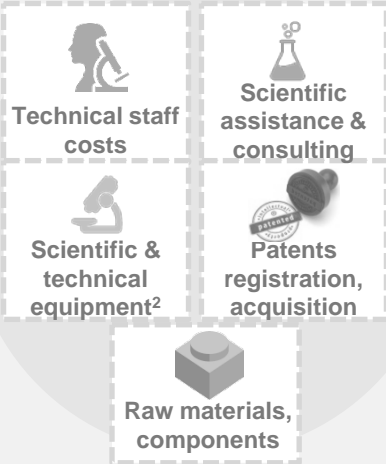 Technical staff
costs
Scientific
assistance &
consulting
Scientific &
technical
equipment²
patented
Patents
registration,
acquisition
Raw materials,
components